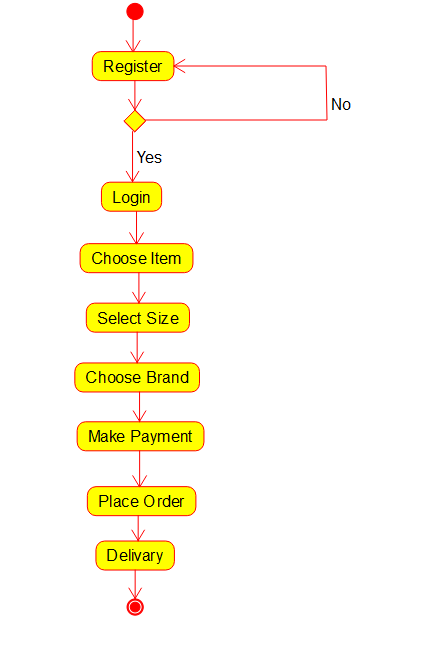 Register
No
Yes
Login
Choose Item
Select Size
Choose Brand
Make Payment
Place Order
Delivary